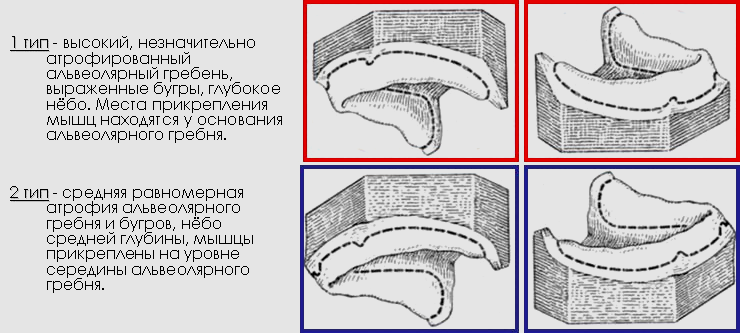 1 тип - высокий, незначительно
атрофированный
альвеолярный гребень,
выраженные бугры, глубокое
нёбо. Места прикрепления
мышц находятся у основания
альвеолярного гребня.
2 тип - средняя равномерная
атрофия альвеолярного
гребня и бугров, нёбо
средней глубины, мышцы
прикреплены на уровне
середины альвеолярного
гребня.